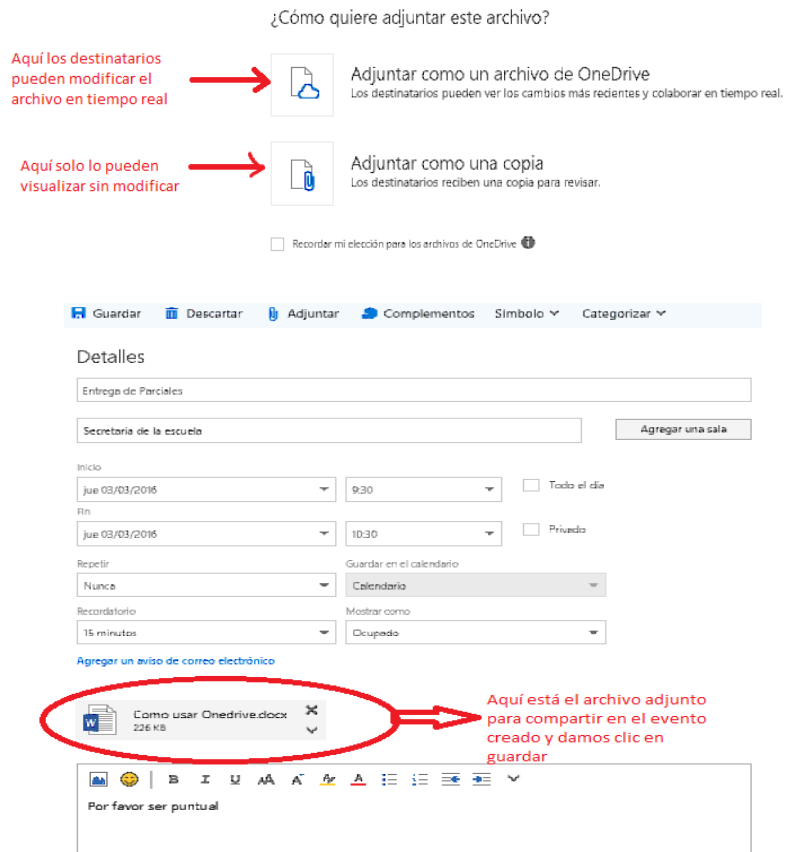 ¿Cómo quiere adjuntar este archivo?
Aquí los destinatarios
pueden modificar el
archivo en tiempo real
Adjuntar como un archivo de OneDrive
Los destinatarios pueden ver los cambios más recientes y colaborar en tiempo real.
Aquí solo lo pueden
visualizar sin modificar
Adjuntar como una copia
Los destinatarios reciben una copia para revisar.
Recordar mi elección para los archivos de OneDrive
Guardar Descartar Adjuntar Complementos Símbolo Categorizar
Detalles
Entrega de Parciales
Secretaria de la escuela Agregar una sala
Inicio
jue 03/03/2016 9:30 Todo el día
Fin
jue 03/03/2016 10:30 Privado
Repetir Guardar en el calendario
Nunca Calendario
Recordatorio Mostrar como
15 minutos Ocupado
Agregar un aviso de correo electrónico
Como usar Onedrive.docx
226 KB
Aquí está el archivo adjunto
para compartir en el evento
creado y damos clic en
guardar
Por favor ser puntual